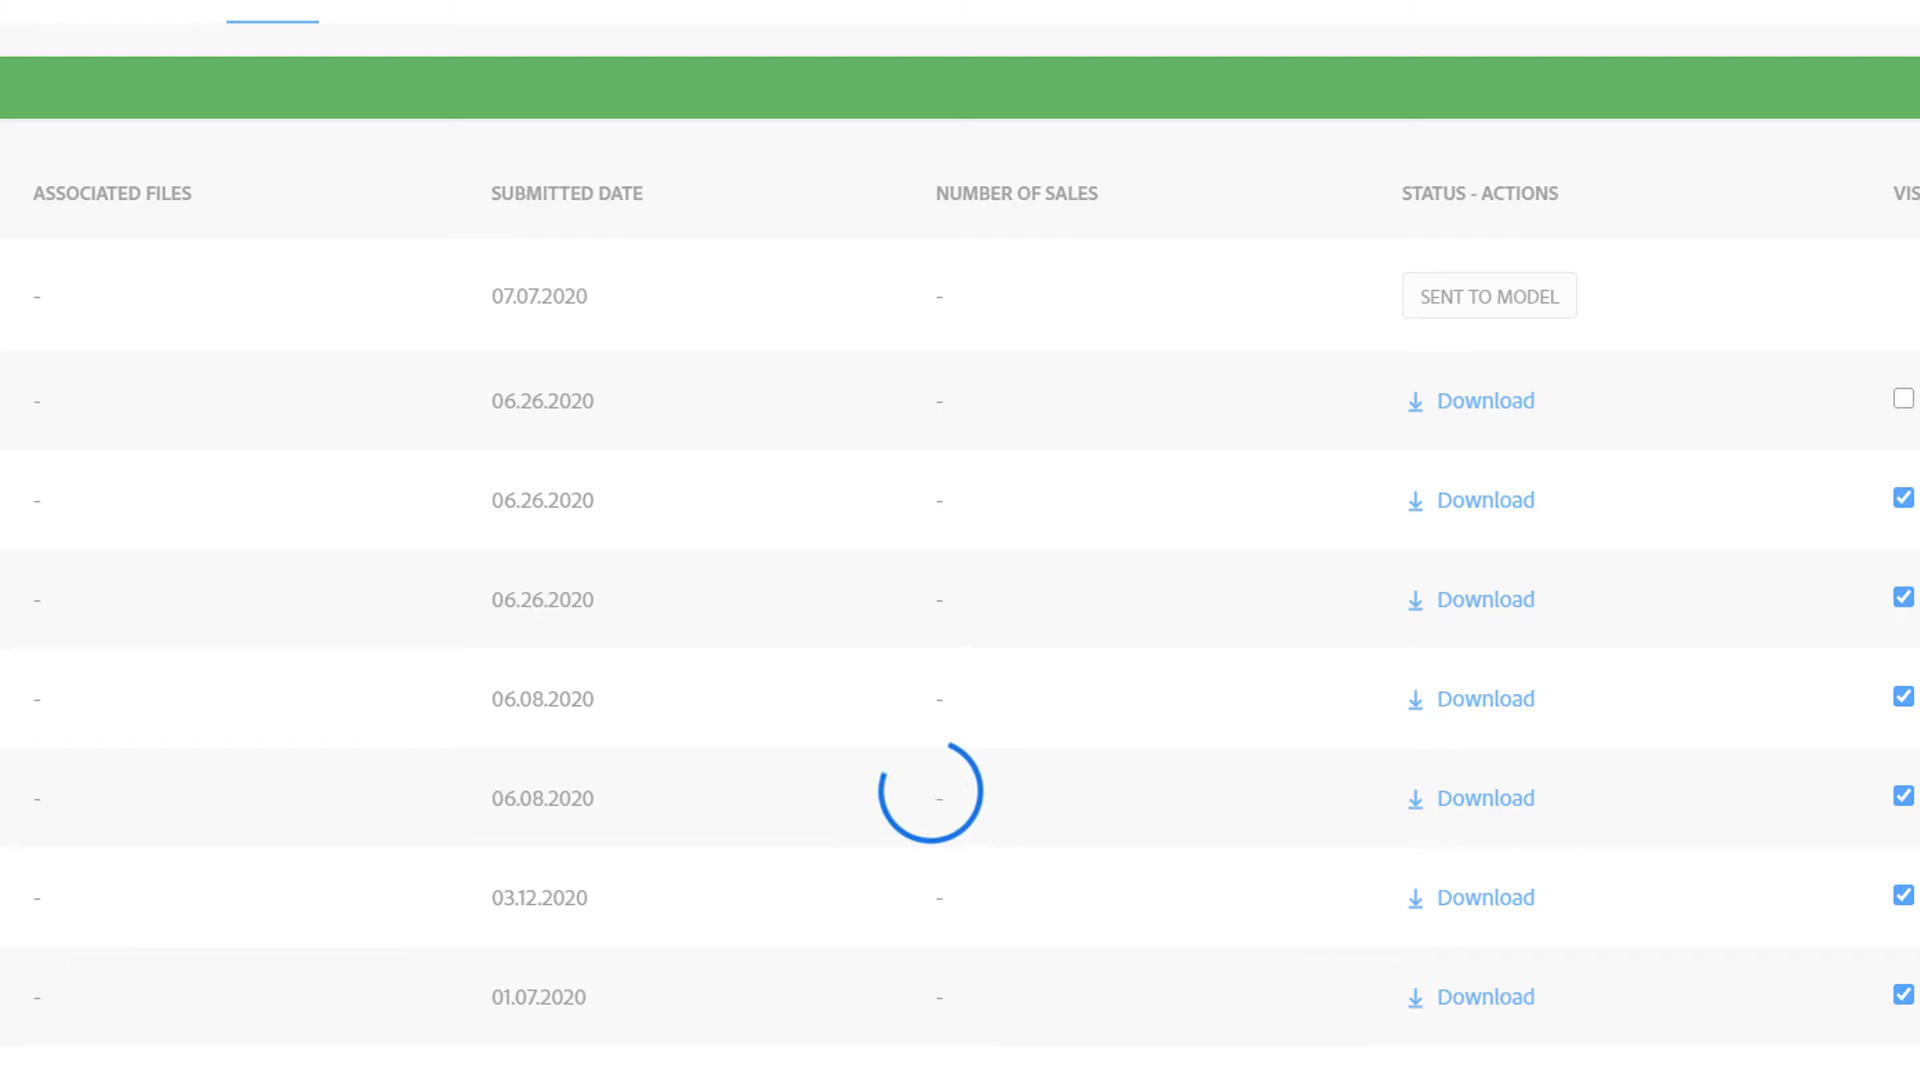 ASSOCIATED FILES SUBMITTED DATE NUMBER OF SALES STATUS - ACTIONS VIS
- 07.07.2020 - SENT TO MODEL
- 06.26.2020 - Download
- 06.26.2020 - Download
- 06.26.2020 - Download
- 06.08.2020 - Download
- 06.08.2020 - Download
- 03.12.2020 - Download
- 01.07.2020 - Download